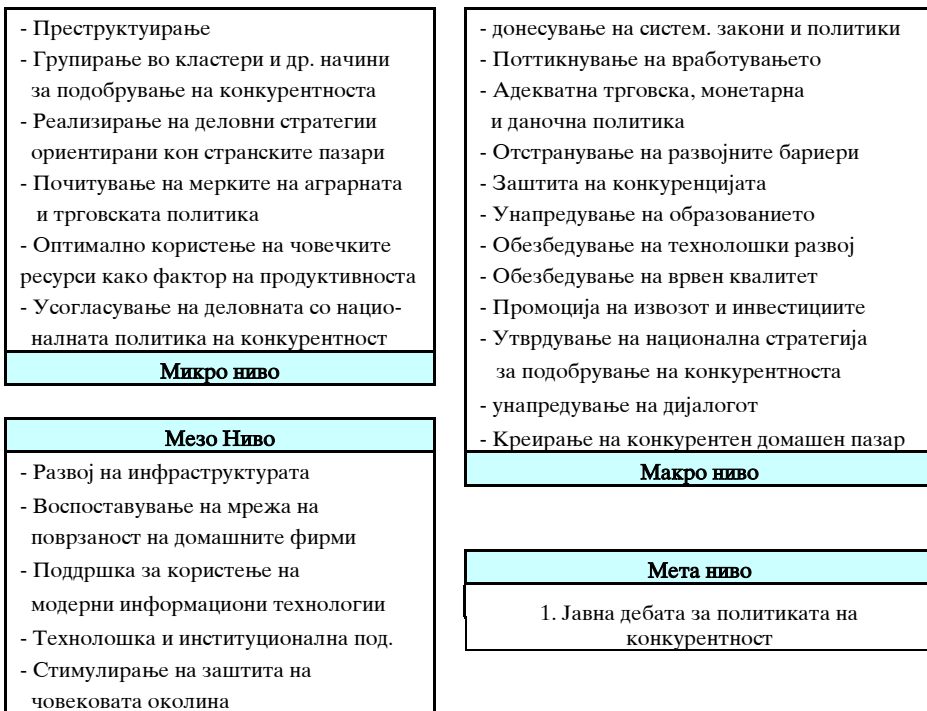 - Преструктуирање
- Групирање во кластери и др. начини
за подобрување на конкурентноста
- Реализирање на деловни стратегии
ориентирани кон странските пазари
- Почитување на мерките на аграрната
и трговската политика
- Оптимално користење на човечките
ресурси како фактор на продуктивноста
- Усогласување на деловната со нацио-
налната политика на конкурентност
Микро ниво
Мезо Ниво
- Развој на инфраструктурата
- Воспоставување на мрежа на
поврзаност на домашните фирми
- Поддршка за користење на
модерни информациони технологии
- Технолошка и институционална под.
- Стимулирање на заштита на
човековата околина
- донесување на систем. закони и политики
- Поттикнување на вработувањето
- Адекватна трговска, монетарна
и даночна политика
- Отстранување на развојните бариери
- Заштита на конкуренцијата
- Унапредување на образованието
- Обезбедување на технолошки развој
- Обезбедување на врвен квалитет
- Промоција на извозот и инвестициите
- Утврдување на национална стратегија
за подобрување на конкурентноста
- унапредување на дијалогот
- Креирање на конкурентен домашен пазар
Макро ниво
Мета ниво
1. Јавна дебата за политиката на
конкурентност